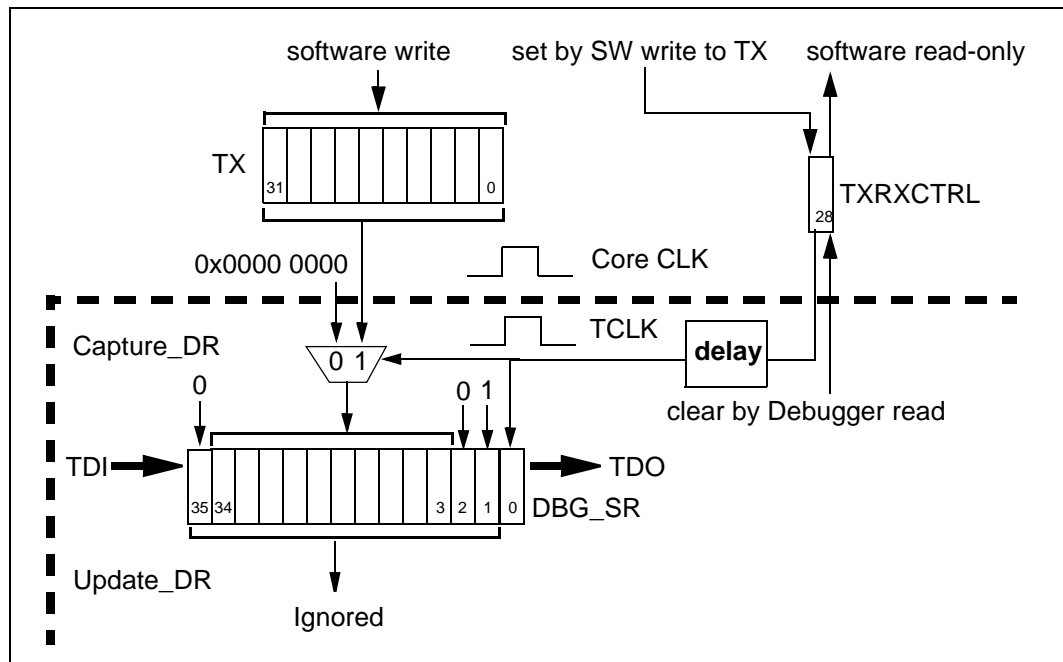 software write
set by SW write to TX
software read-only
TX
31
0
TXRXCTRL
28
0x0000 0000
Core CLK
TCLK
Capture_DR
0 1
delay
0
0 1
clear by Debugger read
TDI
TDO
35 34 3 2 1 0
DBG_SR
Update_DR
Ignored